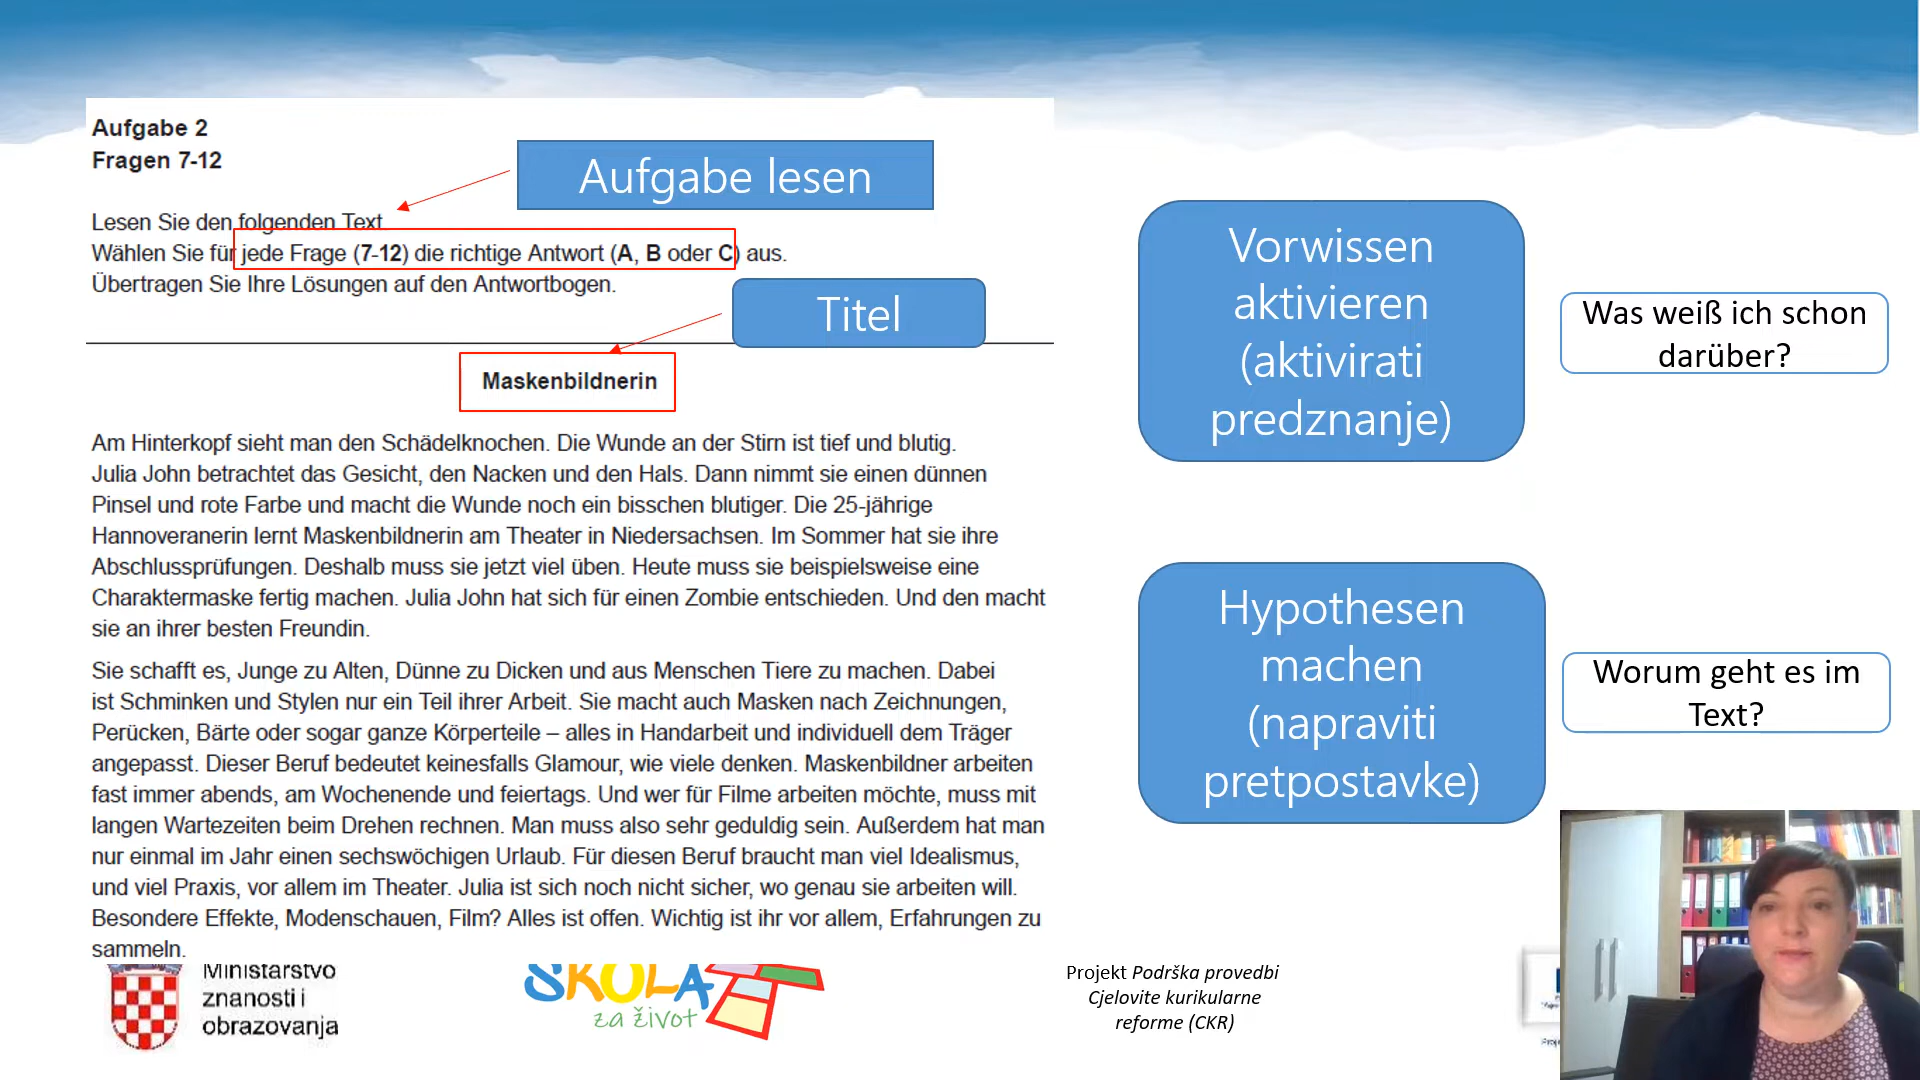 Aufgabe 2
Fragen 7-12
Aufgabe lesen
Lesen Sie den folgenden Text
Wählen Sie für jede Frage (7-12) die richtige Antwort (A, B oder C) aus.
Übertragen Sie Ihre Lösungen auf den Antwortbogen.
Titel
Maskenbildnerin
Am Hinterkopf sieht man den Schädelknochen. Die Wunde an der Stirn ist tief und blutig.
Julia John betrachtet das Gesicht, den Nacken und den Hals. Dann nimmt sie einen dünnen
Pinsel und rote Farbe und macht die Wunde noch ein bisschen blutiger. Die 25-jährige
Hannoveranerin lernt Maskenbildnerin am Theater in Niedersachsen. Im Sommer hat sie ihre
Abschlussprüfungen. Deshalb muss sie jetzt viel üben. Heute muss sie beispielsweise eine
Charaktermaske fertig machen. Julia John hat sich für einen Zombie entschieden. Und den macht
sie an ihrer besten Freundin.
Sie schafft es, Junge zu Alten, Dünne zu Dicken und aus Menschen Tiere zu machen. Dabei
ist Schminken und Stylen nur ein Teil ihrer Arbeit. Sie macht auch Masken nach Zeichnungen,
Perücken, Bärte oder sogar ganze Körperteile – alles in Handarbeit und individuell dem Träger
angepasst. Dieser Beruf bedeutet keinesfalls Glamour, wie viele denken. Maskenbildner arbeiten
fast immer abends, am Wochenende und feiertags. Und wer für Filme arbeiten möchte, muss mit
langen Wartezeiten beim Drehen rechnen. Man muss also sehr geduldig sein. Außerdem hat man
nur einmal im Jahr einen sechswöchigen Urlaub. Für diesen Beruf braucht man viel Idealismus,
und viel Praxis, vor allem im Theater. Julia ist sich noch nicht sicher, wo genau sie arbeiten will.
Besondere Effekte, Modenschauen, Film? Alles ist offen. Wichtig ist ihr vor allem, Erfahrungen zu
sammeln.
Vorwissen
aktivieren
(aktivirati
predznanje)
Was weiß ich schon
darüber?
Hypothesen
machen
(napraviti
pretpostavke)
Worum geht es im
Text?
Ministarstvo
znanosti i
obrazovanja
ŠKOLA
za život
Projekt Podrška provedbi
Cjelovite kurikularne
reforme (CKR)